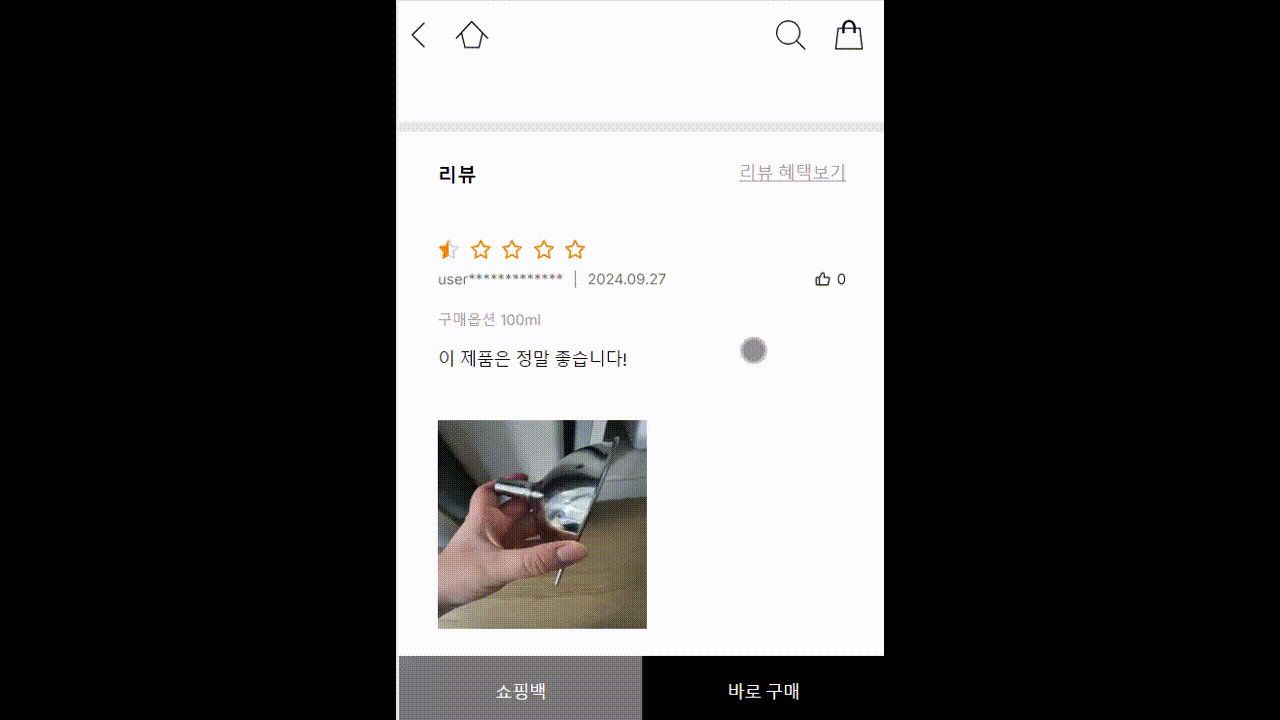 리뷰
리뷰 혜택보기
user************* | 2024.09.27
0
구매옵션 100ml
이 제품은 정말 좋습니다!
쇼핑백
바로 구매